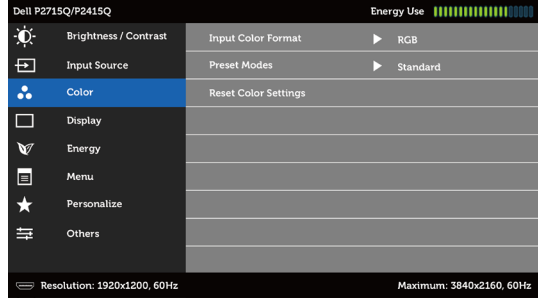 Dell P2715Q/P2415Q Energy Use
Brightness / Contrast Input Color Format RGB
Input Source Preset Modes Standard
Color Reset Color Settings
Display
Energy
Menu
Personalize
Others
Resolution: 1920x1200, 60Hz Maximum: 3840x2160, 60Hz